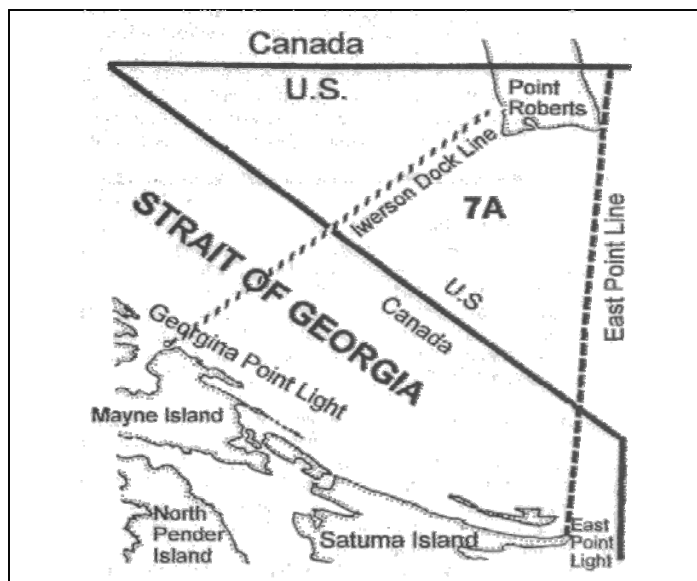 Canada
U.S.
Point
Roberts
Iwerson Dock Line
7A
East Point Line
STRAIT OF GEORGIA
U.S
Canada
Georgina Point Light
Mayne Island
North
Pender
Island
Satuma Island
East
Point
Light